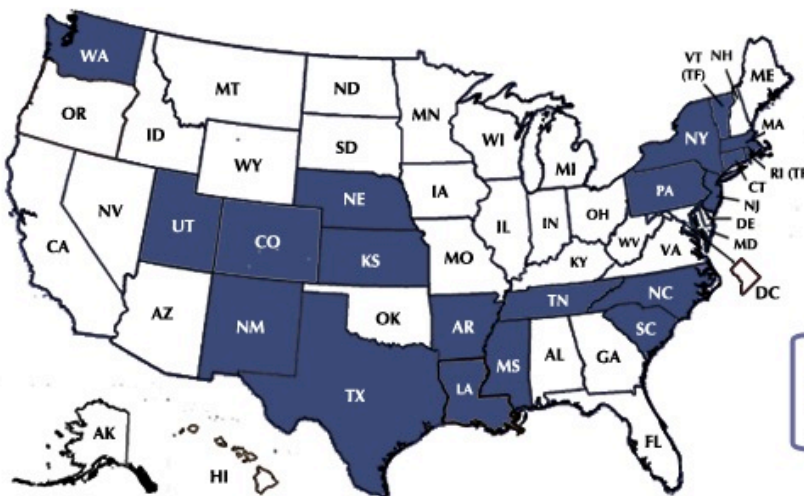 WA
VT NH
(TF)
ME
MT
ND
OR
MN
NY
MA
ID
WI
SD
MI
RI (TF
WY
CT
PA
IA
NJ
NE
NV
OH
DE
UT
IL
IN
MD
CO
WV
CA
KS
MO
VA
KY
DC
NC
TN
AZ
OK
NM
AR
SC
MS
AL
GA
LA
TX
AK
FL
HI